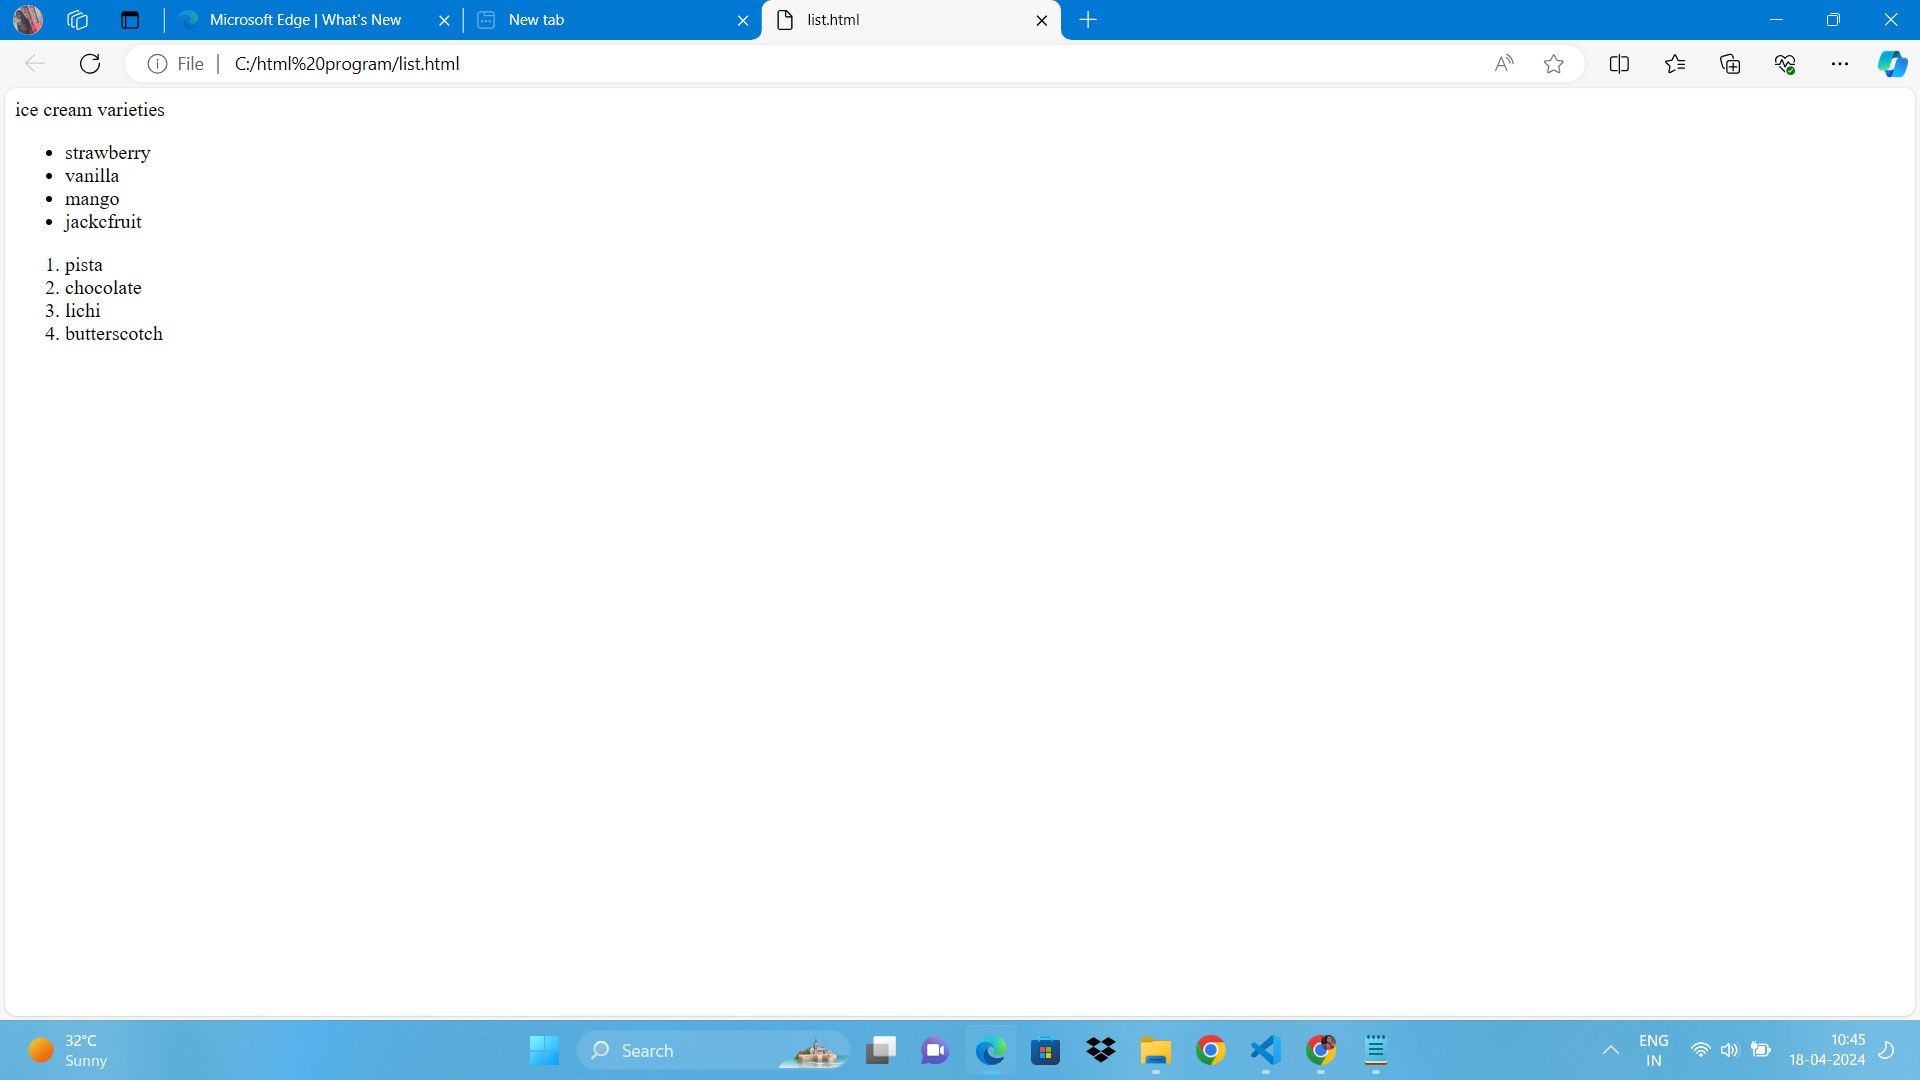 Microsoft Edge | What's New
New tab
list.html
File
C:/html%20program/list.html
ice cream varieties
• strawberry
• vanilla
• mango
• jackcfruit
1. pista
2. chocolate
3. lichi
4. butterscotch
32°C
Sunny
Search
ENG
IN
10:45
18-04-2024